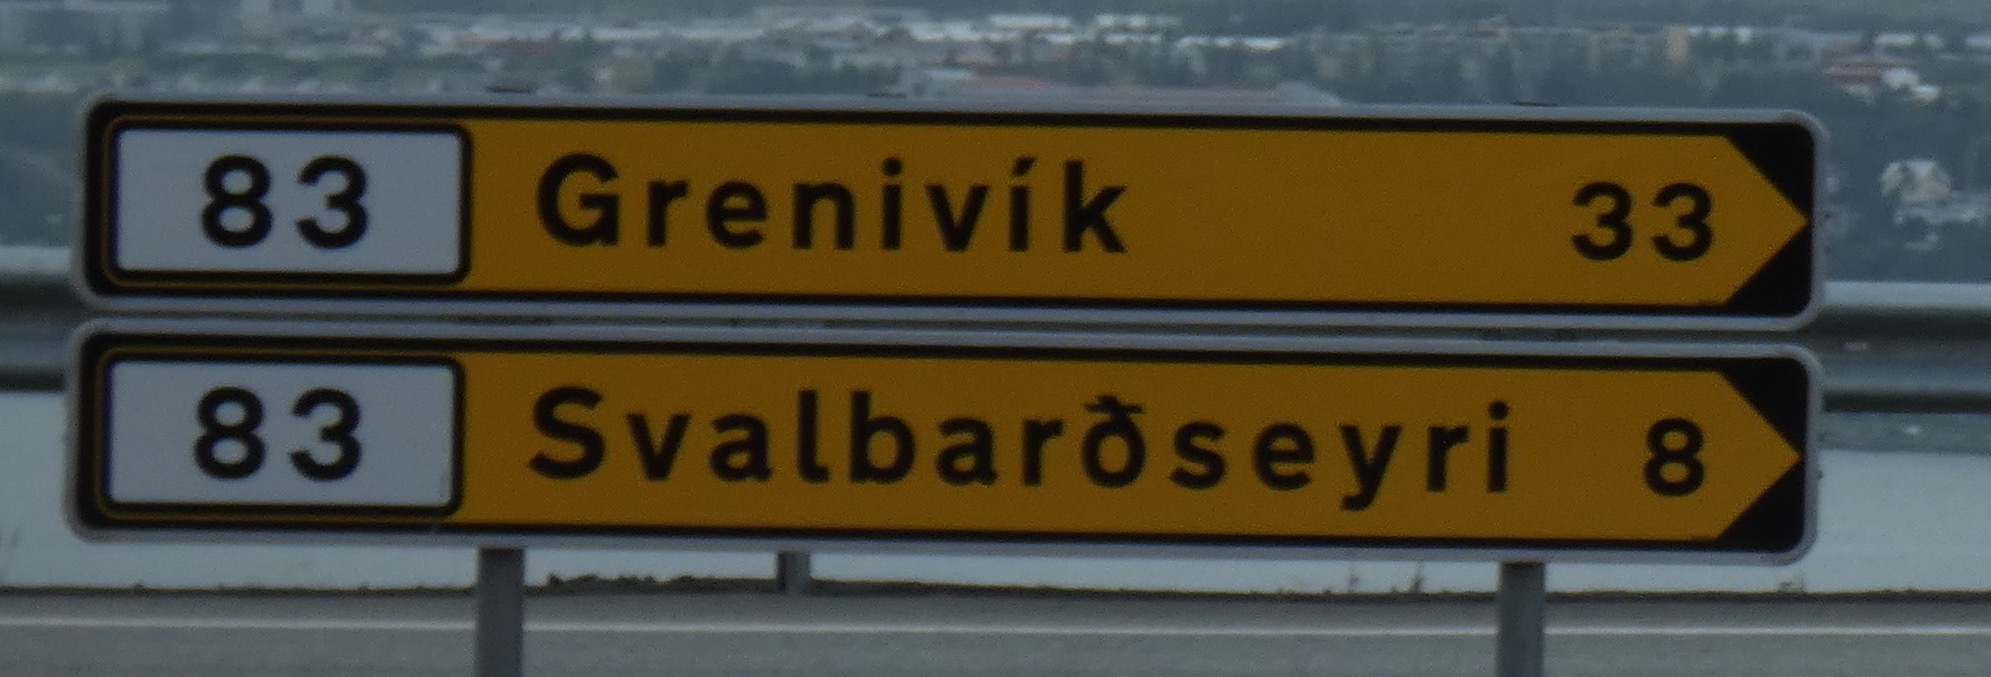 83 Grenivík 33
83 Svalbarðseyri 8